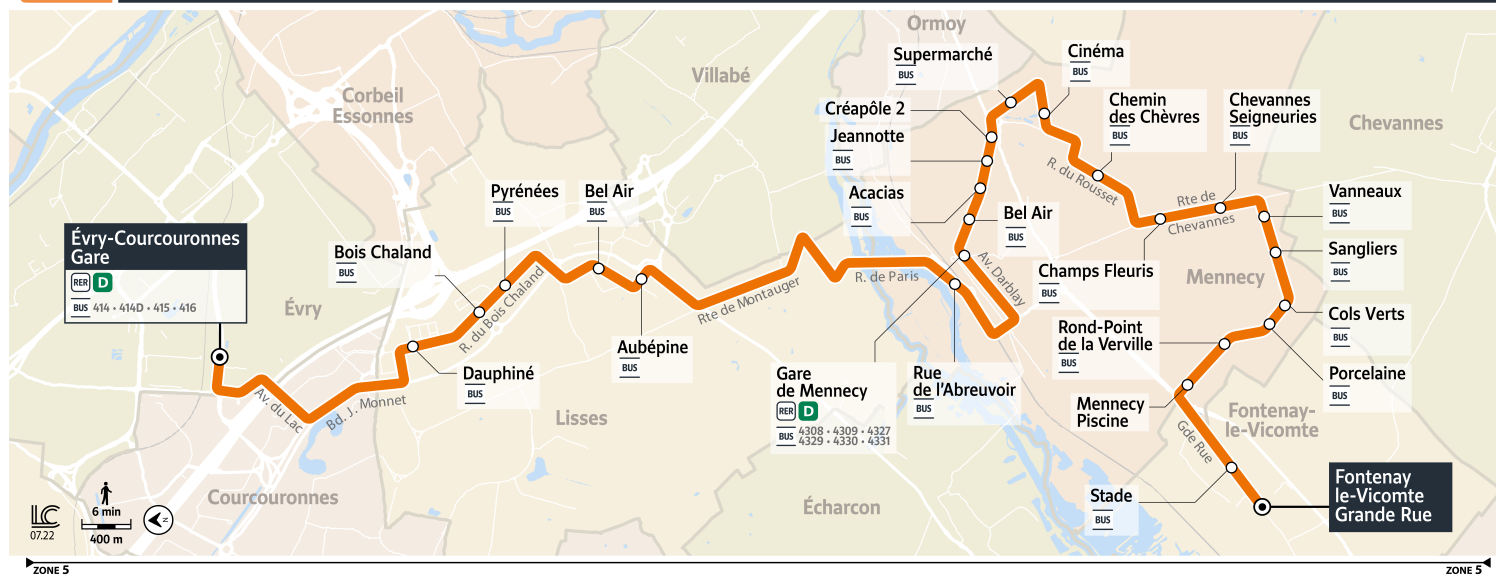 Ormoy
Supermarché
BUS
Cinéma
BUS
Villabé
Corbeil
Essonnes
Créapôle 2
Chemin
des Chèvres
BUS
Chevannes
Seigneuries
BUS
Chevannes
Jeannotte
BUS
R. du Rousset
Pyrénées
BUS
Bel Air
BUS
Acacias
BUS
Rte de
Chevannes
Vanneaux
BUS
Bel Air
BUS
Évry-Courcouronnes
Gare
RER D
BUS 414 • 414D • 415 • 416
Bois Chaland
BUS
Sangliers
BUS
Av. Darblay
Champs Fleuris
BUS
Mennecy
R. de Paris
Rte de Montauger
R. du Bois Chaland
Évry
Cols Verts
BUS
Rond-Point
de la Verville
BUS
Aubépine
BUS
Dauphiné
BUS
Gare
de Mennecy
RER D
BUS 4308 • 4309 • 4327
4329 • 4330 • 4331
Rue
de l'Abreuvoir
BUS
Porcelaine
BUS
Av. du Lac
Bd. J. Monnet
Lisses
Mennecy
Piscine
Fontenay-
le-Vicomte
Gde Rue
Courcouronnes
Écharcon
Stade
BUS
Fontenay
le-Vicomte
Grande Rue
LC
07.22
6 min
400 m
N
ZONE 5
ZONE 5